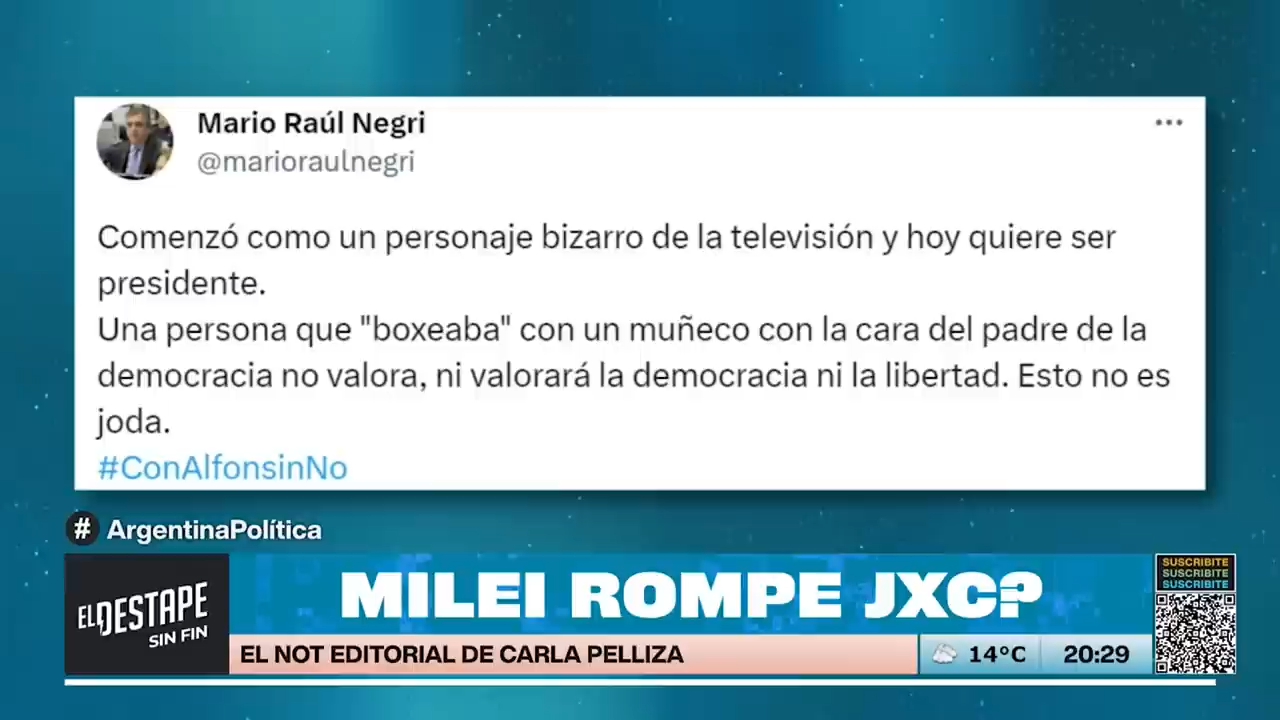 Mario Raúl Negri
@marioraulnegri
Comenzó como un personaje bizarro de la televisión y hoy quiere ser
presidente.
Una persona que "boxeaba" con un muñeco con la cara del padre de la
democracia no valora, ni valorará la democracia ni la libertad. Esto no es
joda.
#ConAlfonsinNo
# ArgentinaPolítica
EL DESTAPE
SIN FIN
MILEI ROMPE JXC?
EL NOT EDITORIAL DE CARLA PELLIZA
14°C
20:29
SUSCRIBITE
SUSCRIBITE
SUSCRIBITE